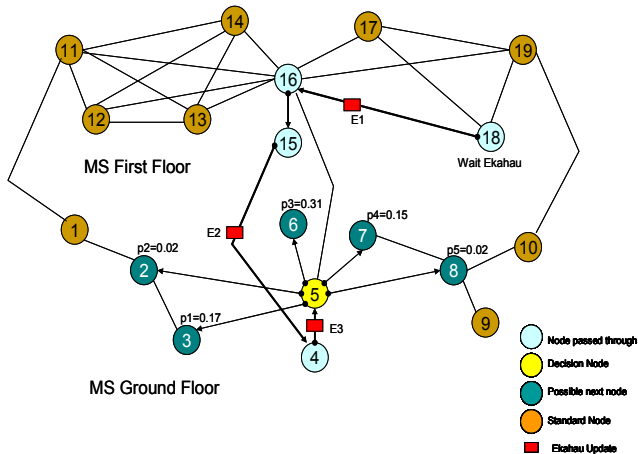 14
17
11
19
16
E1
12
13
18
15
Wait Ekahau
MS First Floor
p3=0.31
p4=0.15
1
E2
6
7
p2=0.02
p5=0.02
10
2
8
5
p1=0.17
9
E3
3
4
Node passed through
MS Ground Floor
Decision Node
Possible next node
Standard Node
Ekahau Update